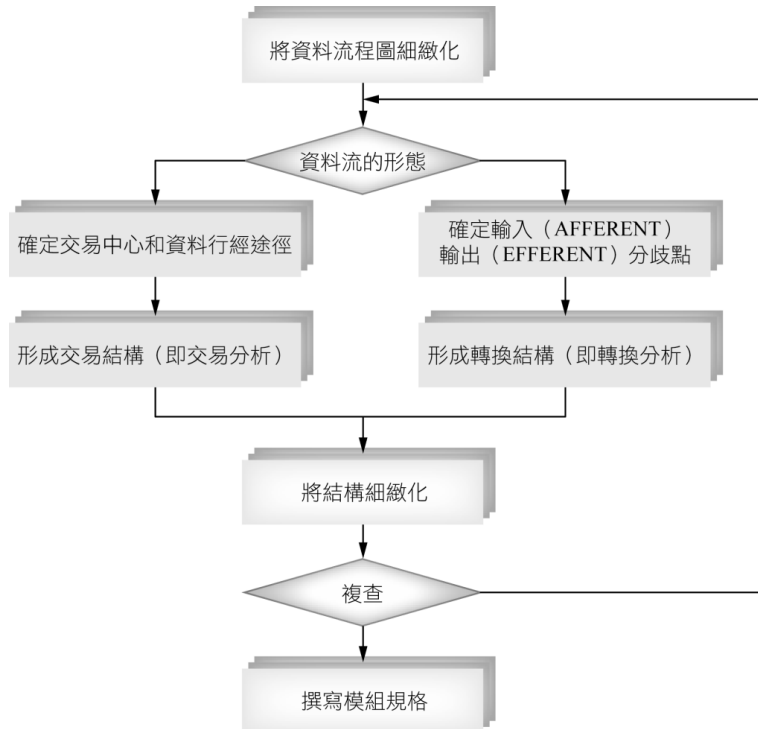 將資料流程圖細緻化
資料流的形態
確定交易中心和資料行經途徑
確定輸入（AFFERENT）
輸出（EFFERENT）分歧點
形成交易結構（即交易分析）
形成轉換結構（即轉換分析）
將結構細緻化
複查
撰寫模組規格